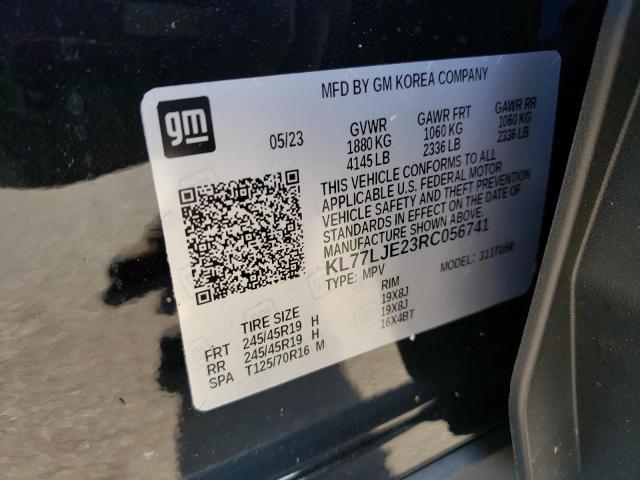 MFD BY GM KOREA COMPANY
gm
05/23
GVWR
1880 KG
4145 LB
GAWR FRT
1060 KG
2336 LB
GAWR RR
1060 KG
2336 LB
THIS VEHICLE CONFORMS TO ALL
APPLICABLE U.S. FEDERAL MOTOR
VEHICLE SAFETY AND THEFT PREVENTION
STANDARDS IN EFFECT ON THE DATE OF
MANUFACTURE SHOWN ABOVE.
KL77LJE23RC056741
TYPE: MPV
MODEL: 311TU58
TIRE SIZE
RIM
FRT 245/45R19 H 19X8J
RR 245/45R19 H 19X8J
SPA T125/70R16 M 16X4BT